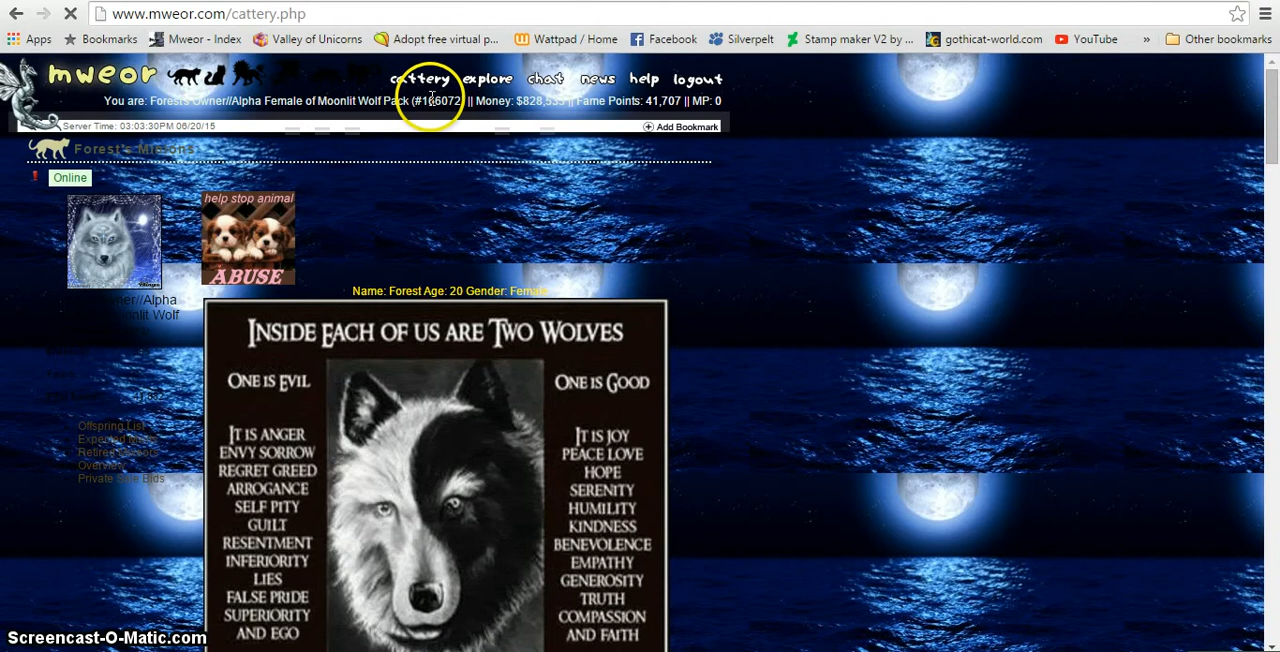 www.mweor.com/cattery.php
Apps Bookmarks Mweor - Index Valley of Unicorns Adopt free virtual p... Wattpad / Home Facebook Silverpelt Stamp maker V2 by ... gothicat-world.com YouTube » Other bookmarks
mweor cattery explore chat news help logout
You are: Forest's Owner//Alpha Female of Moonlit Wolf Pack || Money: || Fame Points: 41,707 || MP: 0
Server Time: 03:03:30PM 06/20/15 Add Bookmark
Forest's
Online
help stop animal
ABUSE
Name: Forest Age: 20 Gender: Female
Wolf
Offspring List
Expected
Retired
Overview
Private Bids
INSIDE EACH OF US ARE TWO WOLVES
ONE IS EVIL
IT IS ANGER
ENVY SORROW
REGRET GREED
ARROGANCE
SELF PITY
GUILT
RESENTMENT
INFERIORITY
LIES
FALSE PRIDE
SUPERIORITY
AND EGO
ONE IS GOOD
IT IS JOY
PEACE LOVE
HOPE
SERENITY
HUMILITY
KINDNESS
BENEVOLENCE
EMPATHY
GENEROSITY
TRUTH
COMPASSION
AND FAITH
Screencast-O-Matic.com